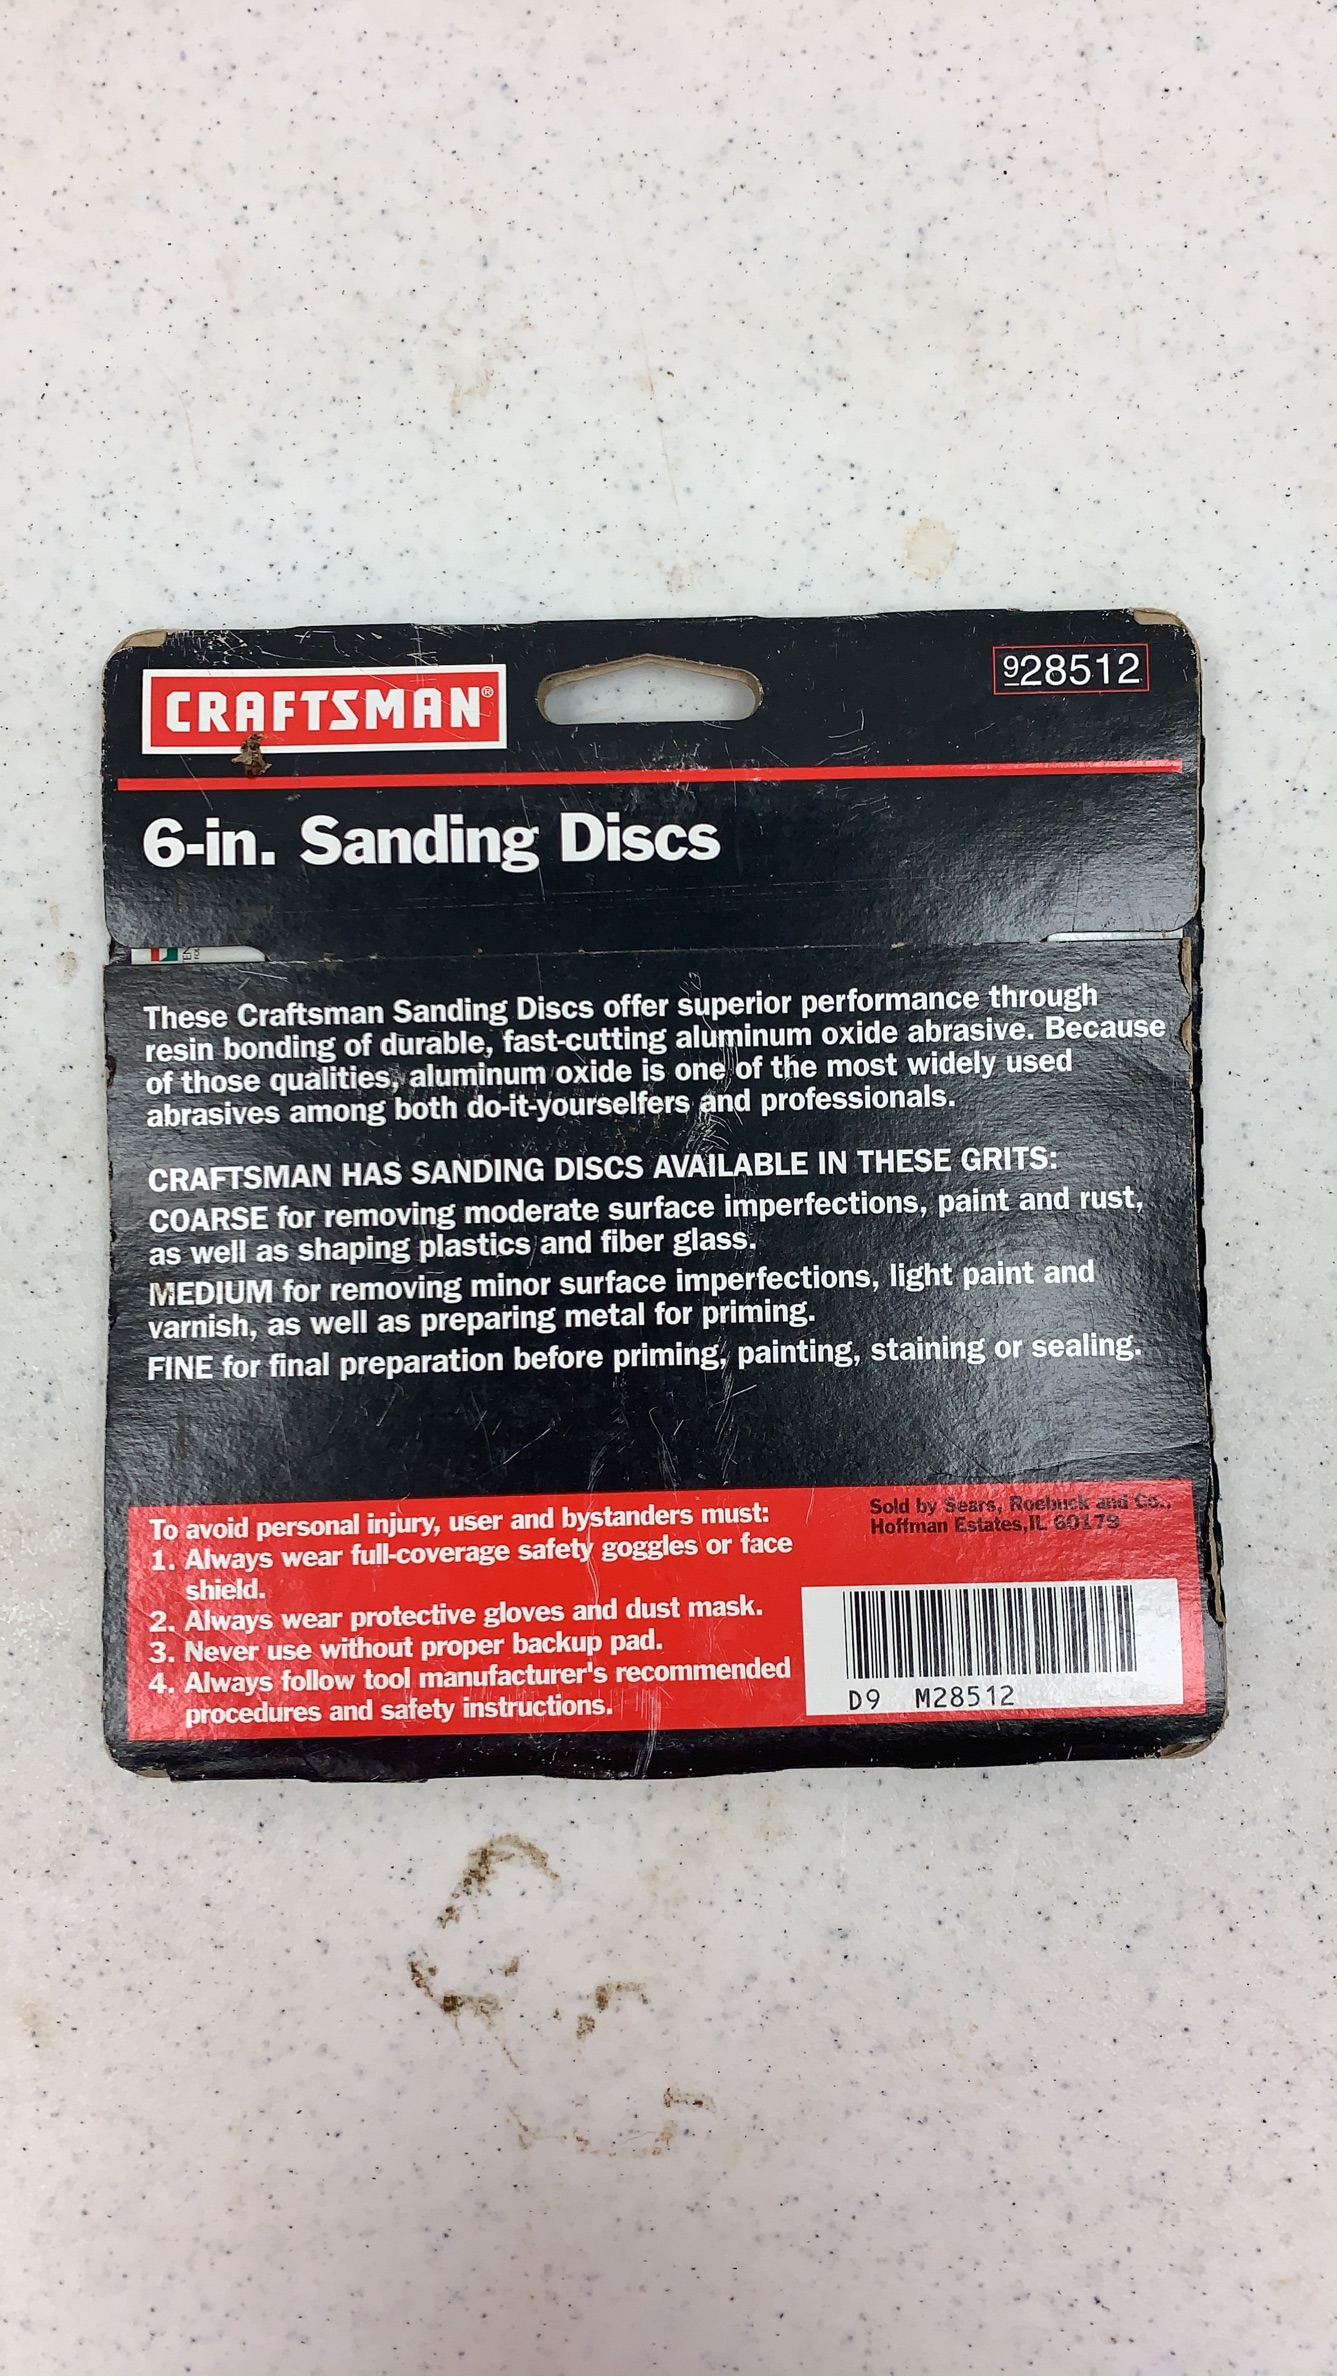 CRAFTSMAN®
928512
6-in. Sanding Discs
These Craftsman Sanding Discs offer superior performance through
resin bonding of durable, fast-cutting aluminum oxide abrasive. Because
of those qualities, aluminum oxide is one of the most widely used
abrasives among both do-it-yourselfers and professionals.
CRAFTSMAN HAS SANDING DISCS AVAILABLE IN THESE GRITS:
COARSE for removing moderate surface imperfections, paint and rust,
as well as shaping plastics and fiber glass.
MEDIUM for removing minor surface imperfections, light paint and
varnish, as well as preparing metal for priming.
FINE for final preparation before priming, painting, staining or sealing.
To avoid personal injury, user and bystanders must:
1. Always wear full-coverage safety goggles or face
shield.
2. Always wear protective gloves and dust mask.
3. Never use without proper backup pad.
4. Always follow tool manufacturer's recommended
procedures and safety instructions.
Sold by Sears, Roebuck and Co.,
Hoffman Estates,IL 60179
D9 M28512